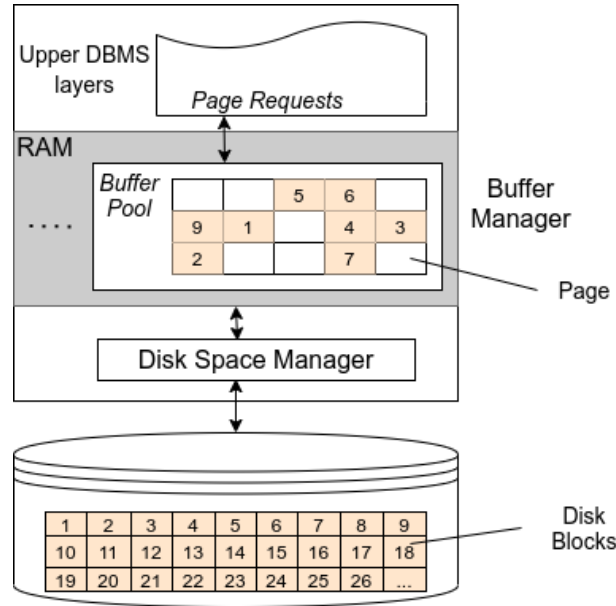 Upper DBMS
layers
Page Requests
RAM
Buffer
Pool
....
5 6
9 1 4 3
2 7
Buffer
Manager
Page
Disk Space Manager
1 2 3 4 5 6 7 8 9
10 11 12 13 14 15 16 17 18
19 20 21 22 23 24 25 26 ...
Disk
Blocks